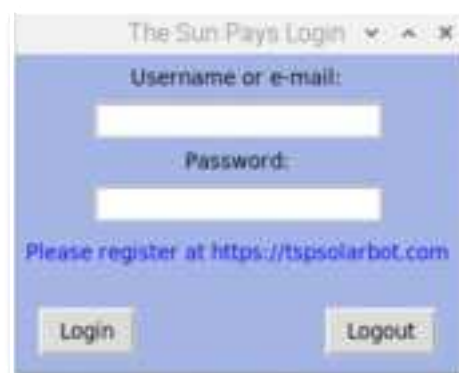 The Sun Pays Login
Username or e-mail:
Password:
Please register at https://tspsolarbot.com
Login
Logout